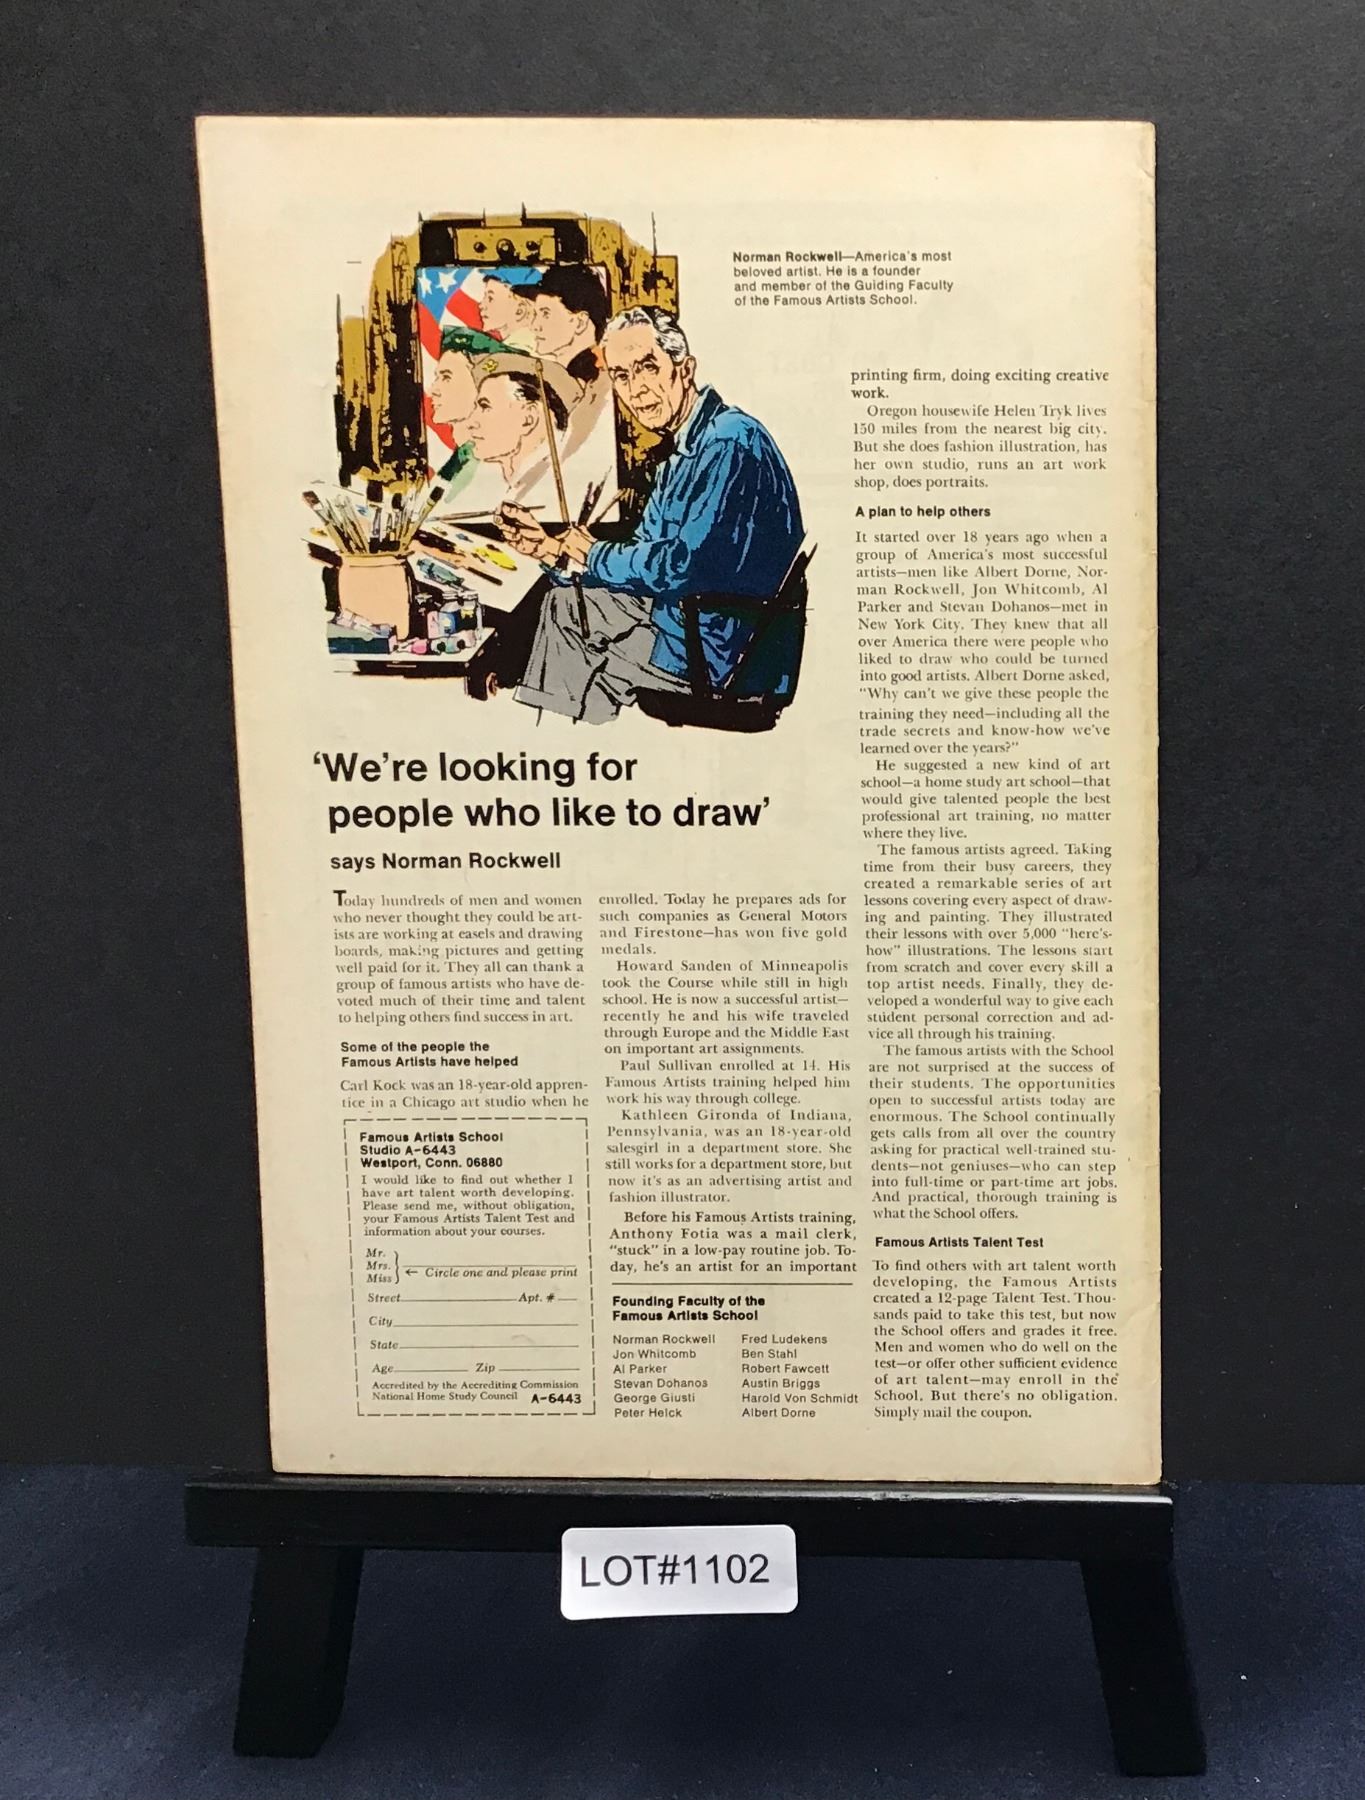 Norman Rockwell—America's most
beloved artist. He is a founder
and member of the Guiding Faculty
of the Famous Artists School.
'We're looking for
people who like to draw'
says Norman Rockwell
Today hundreds of men and women
who never thought they could be art-
ists are working at easels and drawing
boards, making pictures and getting
well paid for it. They all can thank a
group of famous artists who have de-
voted much of their time and talent
to helping others find success in art.
Some of the people the
Famous Artists have helped
Carl Kock was an 18-year-old appren-
tice in a Chicago art studio when he
enrolled. Today he prepares ads for
such companies as General Motors
and Firestone—has won five gold
medals.
Howard Sanden of Minneapolis
took the Course while still in high
school. He is now a successful artist—
recently he and his wife traveled
through Europe and the Middle East
on important art assignments.
Paul Sullivan enrolled at 14. His
Famous Artists training helped him
work his way through college.
Kathleen Gironda of Indiana,
Pennsylvania, was an 18-year-old
salesgirl in a department store. She
still works for a department store, but
now it's as an advertising artist and
fashion illustrator.
Before his Famous Artists training,
Anthony Fotia was a mail clerk,
"stuck" in a low-pay routine job. To-
day, he's an artist for an important
printing firm, doing exciting creative
work.
Oregon housewife Helen Tryk lives
150 miles from the nearest big city.
But she does fashion illustration, has
her own studio, runs an art work
shop, does portraits.
A plan to help others
It started over 18 years ago when a
group of America's most successful
artists—men like Albert Dorne, Nor-
man Rockwell, Jon Whitcomb, Al
Parker and Stevan Dohanos—met in
New York City. They knew that all
over America there were people who
liked to draw who could be turned
into good artists. Albert Dorne asked,
"Why can't we give these people the
training they need—including all the
trade secrets and know-how we've
learned over the years?"
He suggested a new kind of art
school—a home study art school—that
would give talented people the best
professional art training, no matter
where they live.
The famous artists agreed. Taking
time from their busy careers, they
created a remarkable series of art
lessons covering every aspect of draw-
ing and painting. They illustrated
their lessons with over 5,000 "here's-
how" illustrations. The lessons start
from scratch and cover every skill a
top artist needs. Finally, they de-
veloped a wonderful way to give each
student personal correction and ad-
vice all through his training.
The famous artists with the School
are not surprised at the success of
their students. The opportunities
open to successful artists today are
enormous. The School continually
gets calls from all over the country
asking for practical well-trained stu-
dents—not geniuses—who can step
into full-time or part-time art jobs.
And practical, thorough training is
what the School offers.
Famous Artists Talent Test
To find others with art talent worth
developing, the Famous Artists
created a 12-page Talent Test. Thou-
sands paid to take this test, but now
the School offers and grades it free.
Men and women who do well on the
test—or offer other sufficient evidence
of art talent—may enroll in the
School. But there's no obligation.
Simply mail the coupon.
Famous Artists School
Studio A-6443
Westport, Conn. 06880
I would like to find out whether I
have art talent worth developing.
Please send me, without obligation,
your Famous Artists Talent Test and
information about your courses.
Mr.
Mrs. ← Circle one and please print
Miss
Street Apt. #
City
State
Age Zip
Accredited by the Accrediting Commission
National Home Study Council A-6443
Founding Faculty of the
Famous Artists School
Norman Rockwell Fred Ludekens
Jon Whitcomb Ben Stahl
Al Parker Robert Fawcett
Stevan Dohanos Austin Briggs
George Giusti Harold Von Schmidt
Peter Helck Albert Dorne
LOT#1102